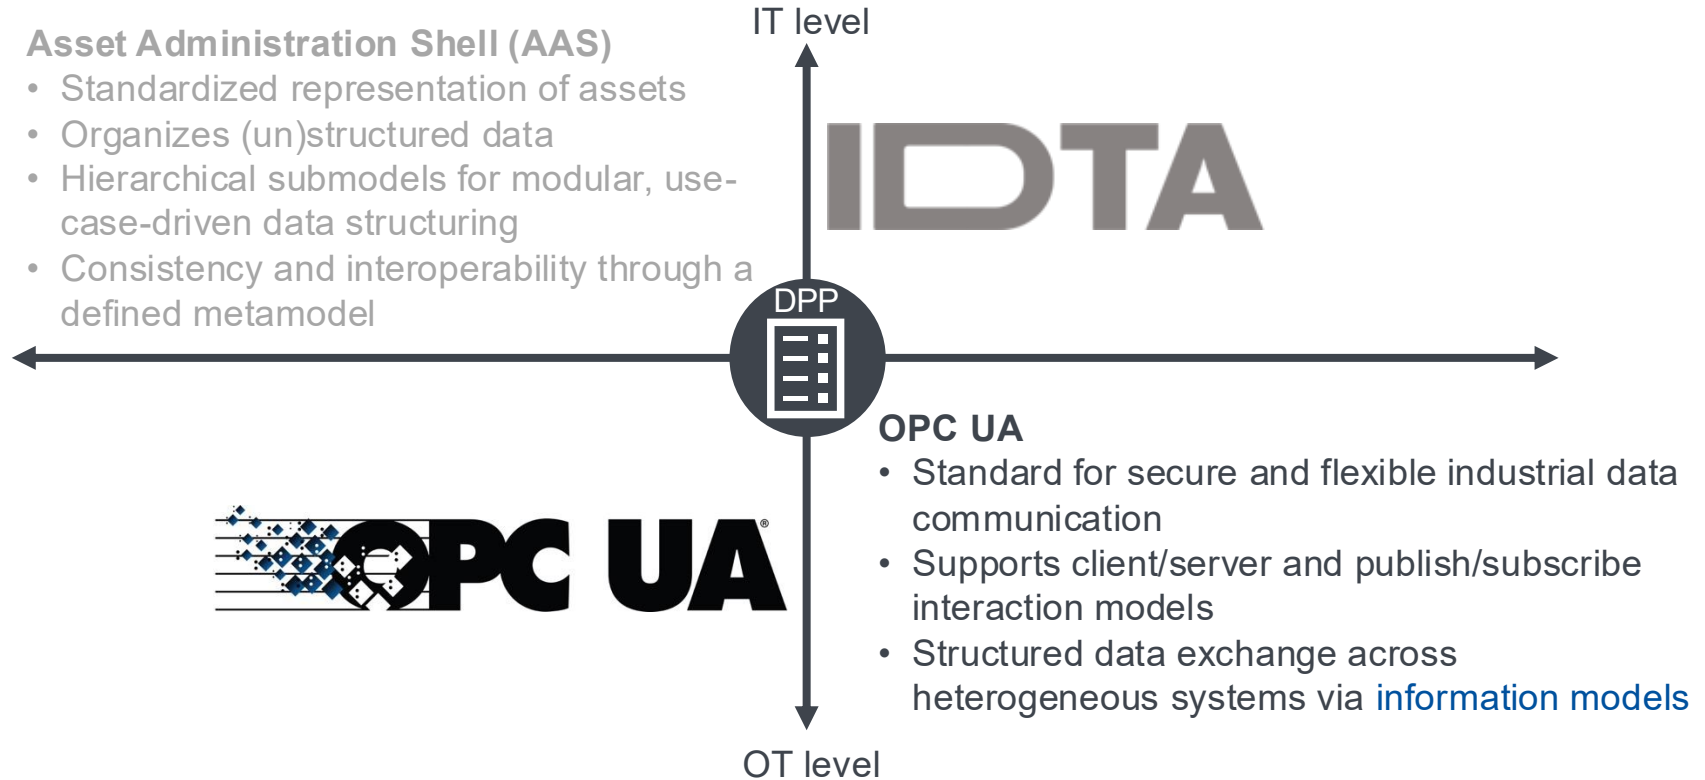 IT level
Asset Administration Shell (AAS)
• Standardized representation of assets
• Organizes (un)structured data
• Hierarchical submodels for modular, use-
case-driven data structuring
• Consistency and interoperability through a
defined metamodel
IDTA
DPP
OPC UA
• Standard for secure and flexible industrial data
communication
• Supports client/server and publish/subscribe
interaction models
• Structured data exchange across
heterogeneous systems via information models
OPC UA®
OT level